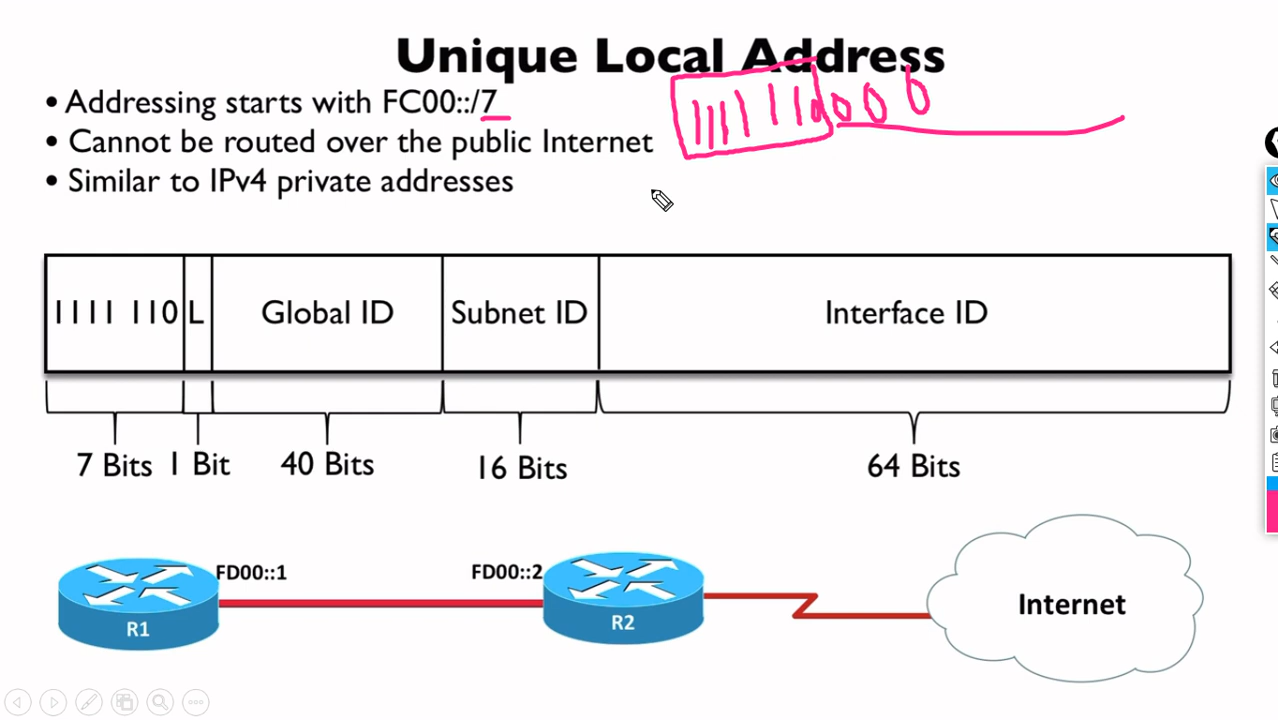 Unique Local Address
• Addressing starts with FC00::/7
1111110000
• Cannot be routed over the public Internet
• Similar to IPv4 private addresses
1111 110 L Global ID Subnet ID Interface ID
7 Bits 1 Bit 40 Bits 16 Bits 64 Bits
FD00::1 FD00::2
R1 R2 Internet